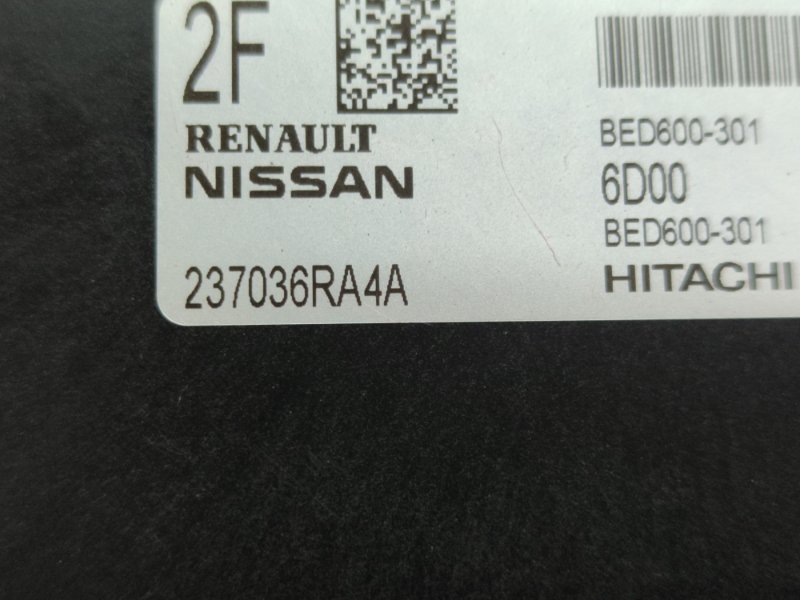 2F
RENAULT
NISSAN
237036RA4A
BED600-301
6D00
BED600-301
HITACHI